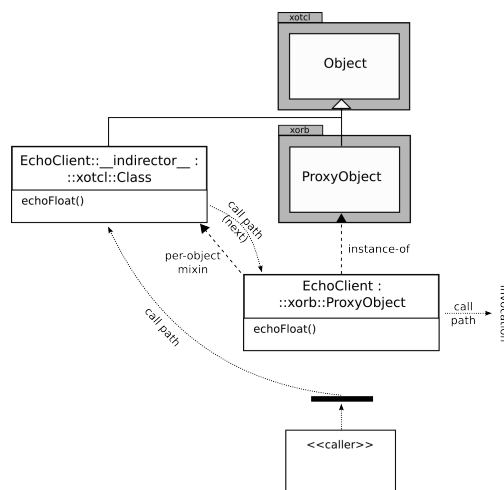 xotcl
Object
xorb
EchoClient::__indirector__ :
::xotcl::Class
echoFloat()
ProxyObject
call path
(next)
per-object
mixin
instance-of
EchoClient :
::xorb::ProxyObject
echoFloat()
call
path
invocation
call path
<<caller>>